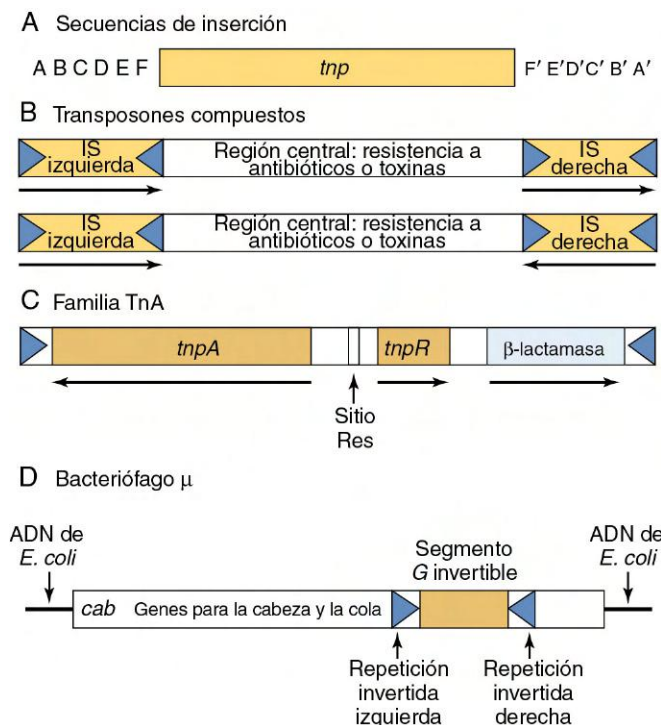 A Secuencias de inserción
A B C D E F
tnp
F′ E′ D′ C′ B′ A′
B Transposones compuestos
IS
izquierda
Región central: resistencia a
antibióticos o toxinas
IS
derecha
IS
izquierda
Región central: resistencia a
antibióticos o toxinas
IS
derecha
C Familia TnA
tnpA
tnpR
β-lactamasa
Sitio
Res
D Bacteriófago μ
ADN de
E. coli
Segmento
G invertible
ADN de
E. coli
cab Genes para la cabeza y la cola
Repetición
invertida
izquierda
Repetición
invertida
derecha